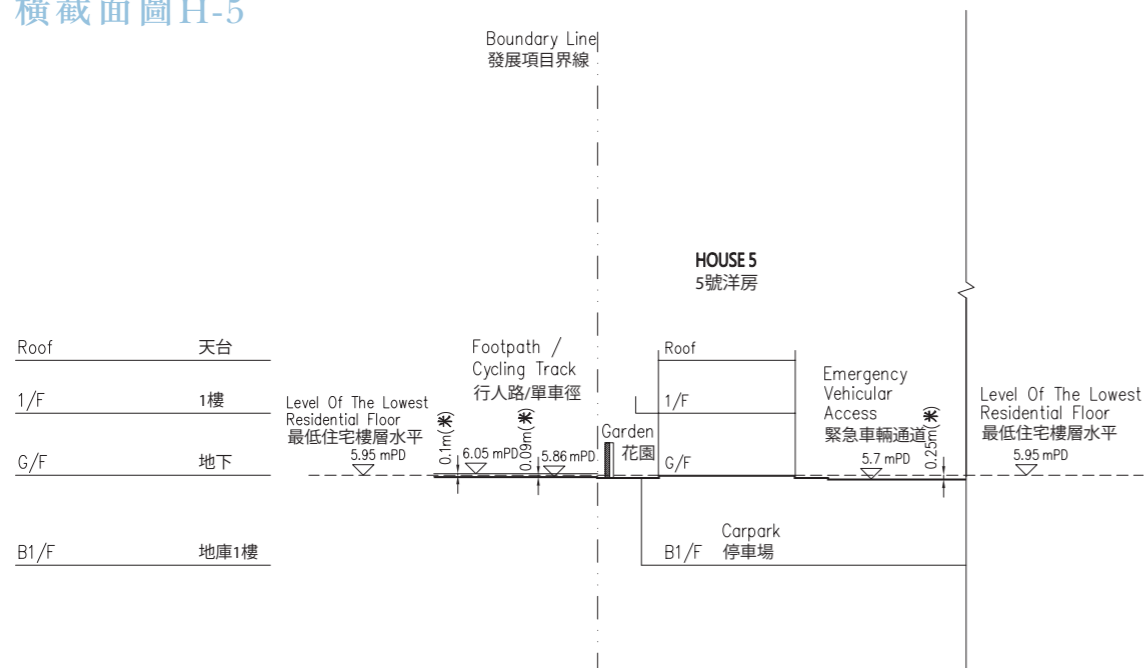 橫截面圖H-5
Boundary Line
發展項目界線
HOUSE 5
5號洋房
Roof 天台
1/F 1樓
G/F 地下
B1/F 地庫1樓
Level Of The Lowest
Residential Floor
最低住宅樓層水平
5.95 mPD
Footpath /
Cycling Track
行人路/單車徑
0.1m(米)
6.05 mPD
0.09m(米)
5.86 mPD
Garden
花園
Roof
1/F
G/F
B1/F
Carpark
停車場
Emergency
Vehicular
Access
緊急車輛通道
5.7 mPD
0.25m(米)
Level Of The Lowest
Residential Floor
最低住宅樓層水平
5.95 mPD